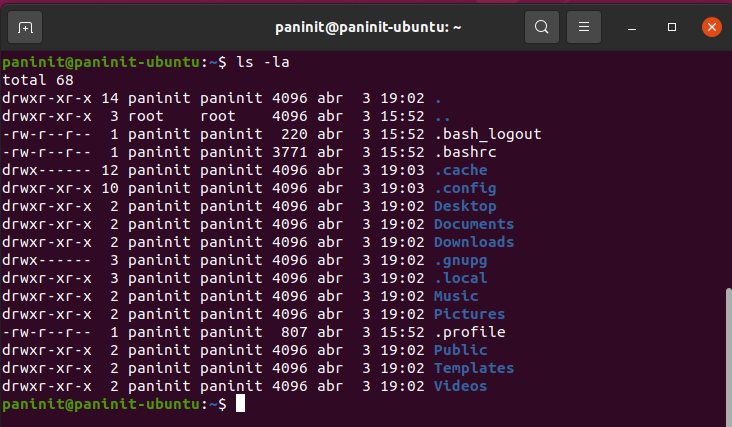 paninit@paninit-ubuntu: ~
paninit@paninit-ubuntu:~$ ls -la
total 68
drwxr-xr-x 14 paninit paninit 4096 abr  3 19:02 .
drwxr-xr-x  3 root    root    4096 abr  3 15:52 ..
-rw-r--r--  1 paninit paninit  220 abr  3 15:52 .bash_logout
-rw-r--r--  1 paninit paninit 3771 abr  3 15:52 .bashrc
drwx------ 12 paninit paninit 4096 abr  3 19:03 .cache
drwxr-xr-x 10 paninit paninit 4096 abr  3 19:03 .config
drwxr-xr-x  2 paninit paninit 4096 abr  3 19:02 Desktop
drwxr-xr-x  2 paninit paninit 4096 abr  3 19:02 Documents
drwxr-xr-x  2 paninit paninit 4096 abr  3 19:02 Downloads
drwx------  3 paninit paninit 4096 abr  3 19:02 .gnupg
drwxr-xr-x  3 paninit paninit 4096 abr  3 19:02 .local
drwxr-xr-x  2 paninit paninit 4096 abr  3 19:02 Music
drwxr-xr-x  2 paninit paninit 4096 abr  3 19:02 Pictures
-rw-r--r--  1 paninit paninit  807 abr  3 15:52 .profile
drwxr-xr-x  2 paninit paninit 4096 abr  3 19:02 Public
drwxr-xr-x  2 paninit paninit 4096 abr  3 19:02 Templates
drwxr-xr-x  2 paninit paninit 4096 abr  3 19:02 Videos
paninit@paninit-ubuntu:~$